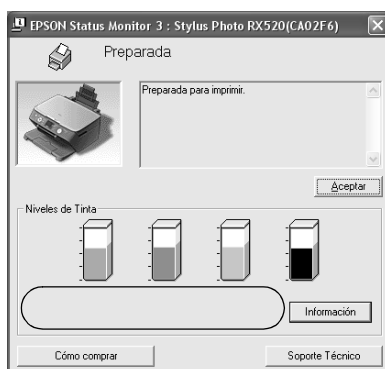 EPSON Status Monitor 3 : Stylus Photo RX520(CA02F6)
Preparada
Preparada para imprimir.
Aceptar
Niveles de Tinta
Información
Cómo comprar
Soporte Técnico